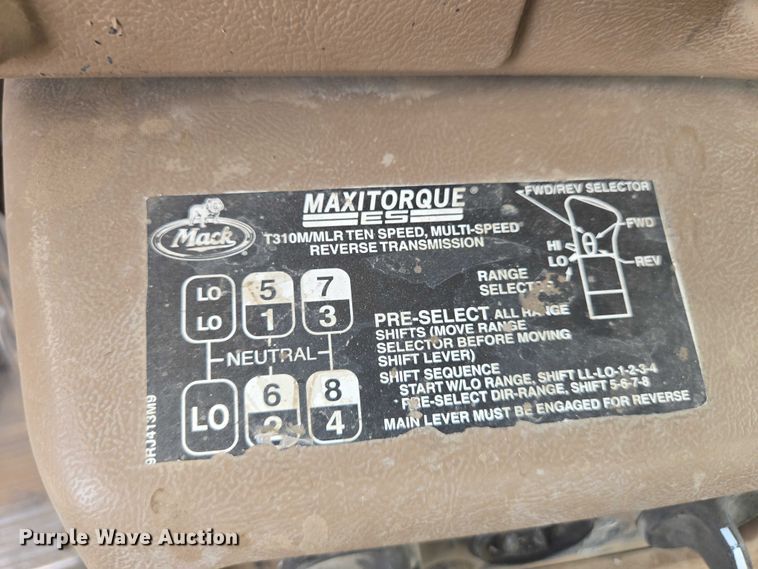 Mack
MAXITORQUE
ES
T310M/MLR TEN SPEED, MULTI-SPEED
REVERSE TRANSMISSION
FWD/REV SELECTOR
FWD
HI
LO
REV
RANGE
SELECTOR
LO 5 7
LO 1 3
NEUTRAL
6 8
LO
2 4
PRE-SELECT ALL RANGE
SHIFTS (MOVE RANGE
SELECTOR BEFORE MOVING
SHIFT LEVER)
SHIFT SEQUENCE
START W/LO RANGE, SHIFT LL-LO-1-2-3-4
PRE-SELECT DIR-RANGE, SHIFT 5-6-7-8
MAIN LEVER MUST BE ENGAGED FOR REVERSE
9RJ413M9
Purple Wave Auction